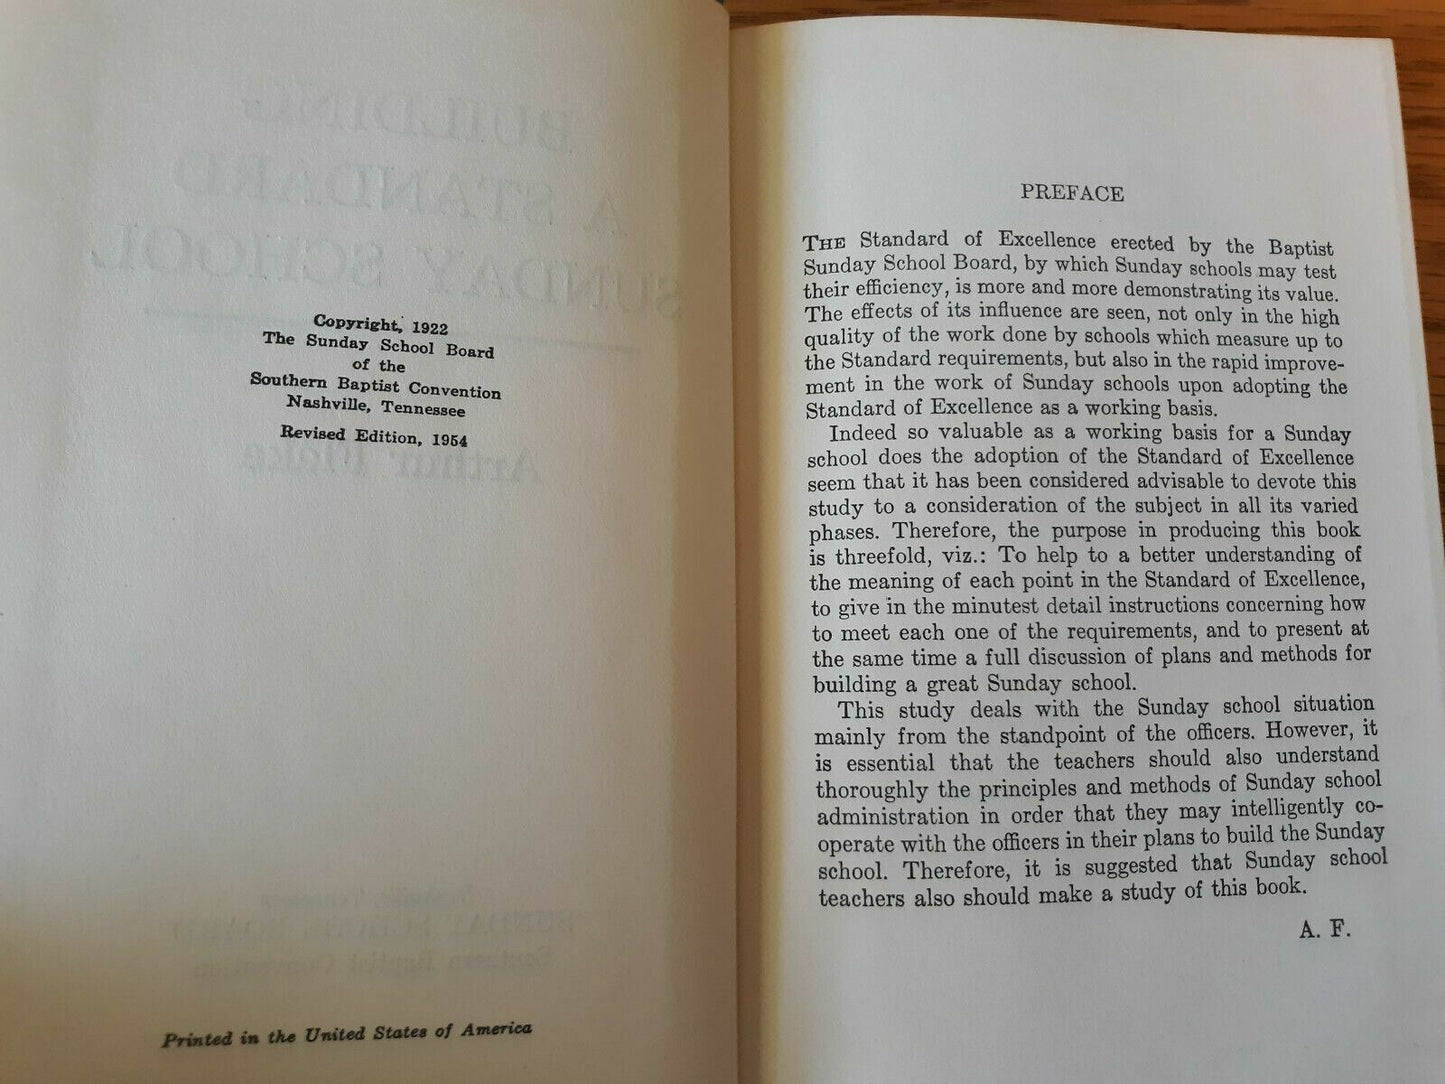 Copyright, 1922
The Sunday School Board
of the
Southern Baptist Convention
Nashville, Tennessee
Revised Edition, 1954
Printed in the United States of America
PREFACE
THE Standard of Excellence erected by the Baptist
Sunday School Board, by which Sunday schools may test
their efficiency, is more and more demonstrating its value.
The effects of its influence are seen, not only in the high
quality of the work done by schools which measure up to
the Standard requirements, but also in the rapid improve-
ment in the work of Sunday schools upon adopting the
Standard of Excellence as a working basis.
Indeed so valuable as a working basis for a Sunday
school does the adoption of the Standard of Excellence
seem that it has been considered advisable to devote this
study to a consideration of the subject in all its varied
phases. Therefore, the purpose in producing this book
is threefold, viz.: To help to a better understanding of
the meaning of each point in the Standard of Excellence,
to give in the minutest detail instructions concerning how
to meet each one of the requirements, and to present at
the same time a full discussion of plans and methods for
building a great Sunday school.
This study deals with the Sunday school situation
mainly from the standpoint of the officers. However, it
is essential that the teachers should also understand
thoroughly the principles and methods of Sunday school
administration in order that they may intelligently co-
operate with the officers in their plans to build the Sunday
school. Therefore, it is suggested that Sunday school
teachers also should make a study of this book.
A. F.